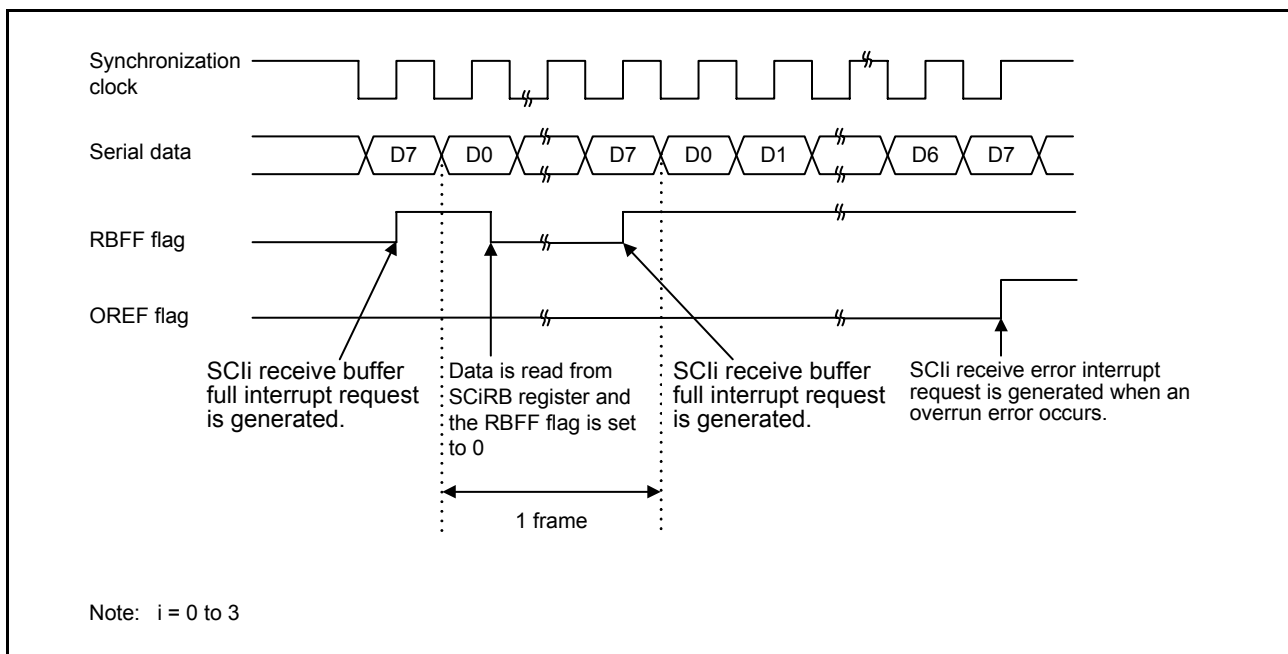 Synchronization
clock
Serial data
D7 D0 D7 D0 D1 D6 D7
RBFF flag
OREF flag
SCIi receive buffer
full interrupt request
is generated.
Data is read from
SCiRB register and
the RBFF flag is set
to 0
SCIi receive buffer
full interrupt request
is generated.
SCIi receive error interrupt
request is generated when an
overrun error occurs.
1 frame
Note: i = 0 to 3